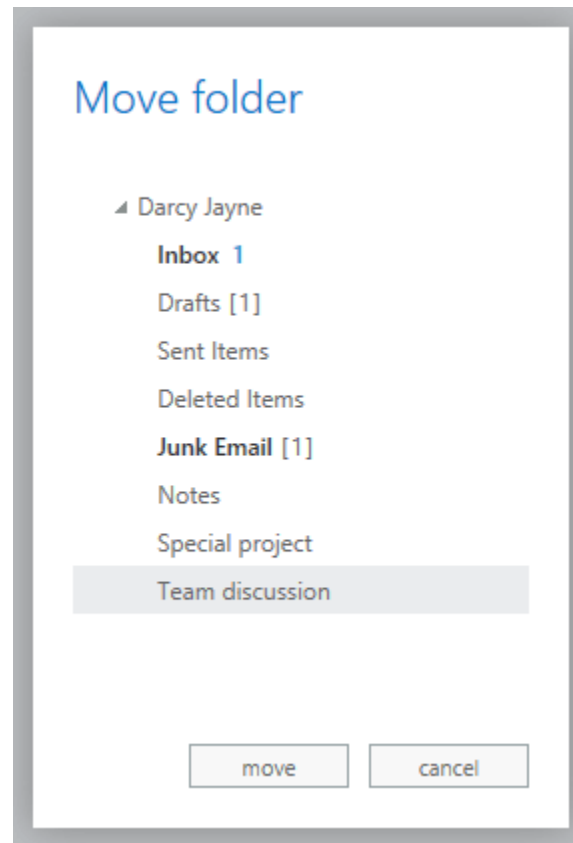 Move folder
Darcy Jayne
Inbox 1
Drafts [1]
Sent Items
Deleted Items
Junk Email [1]
Notes
Special project
Team discussion
move cancel